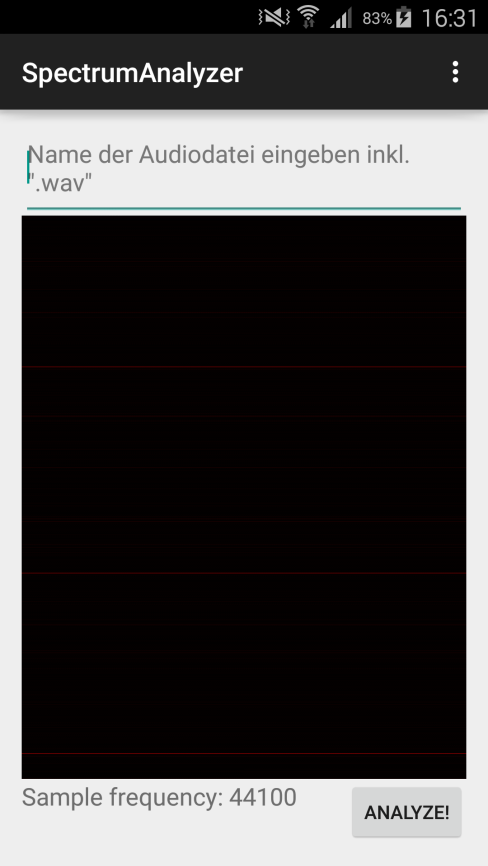 83% 16:31
SpectrumAnalyzer
Name der Audiodatei eingeben inkl.
".wav"
Sample frequency: 44100
ANALYZE!